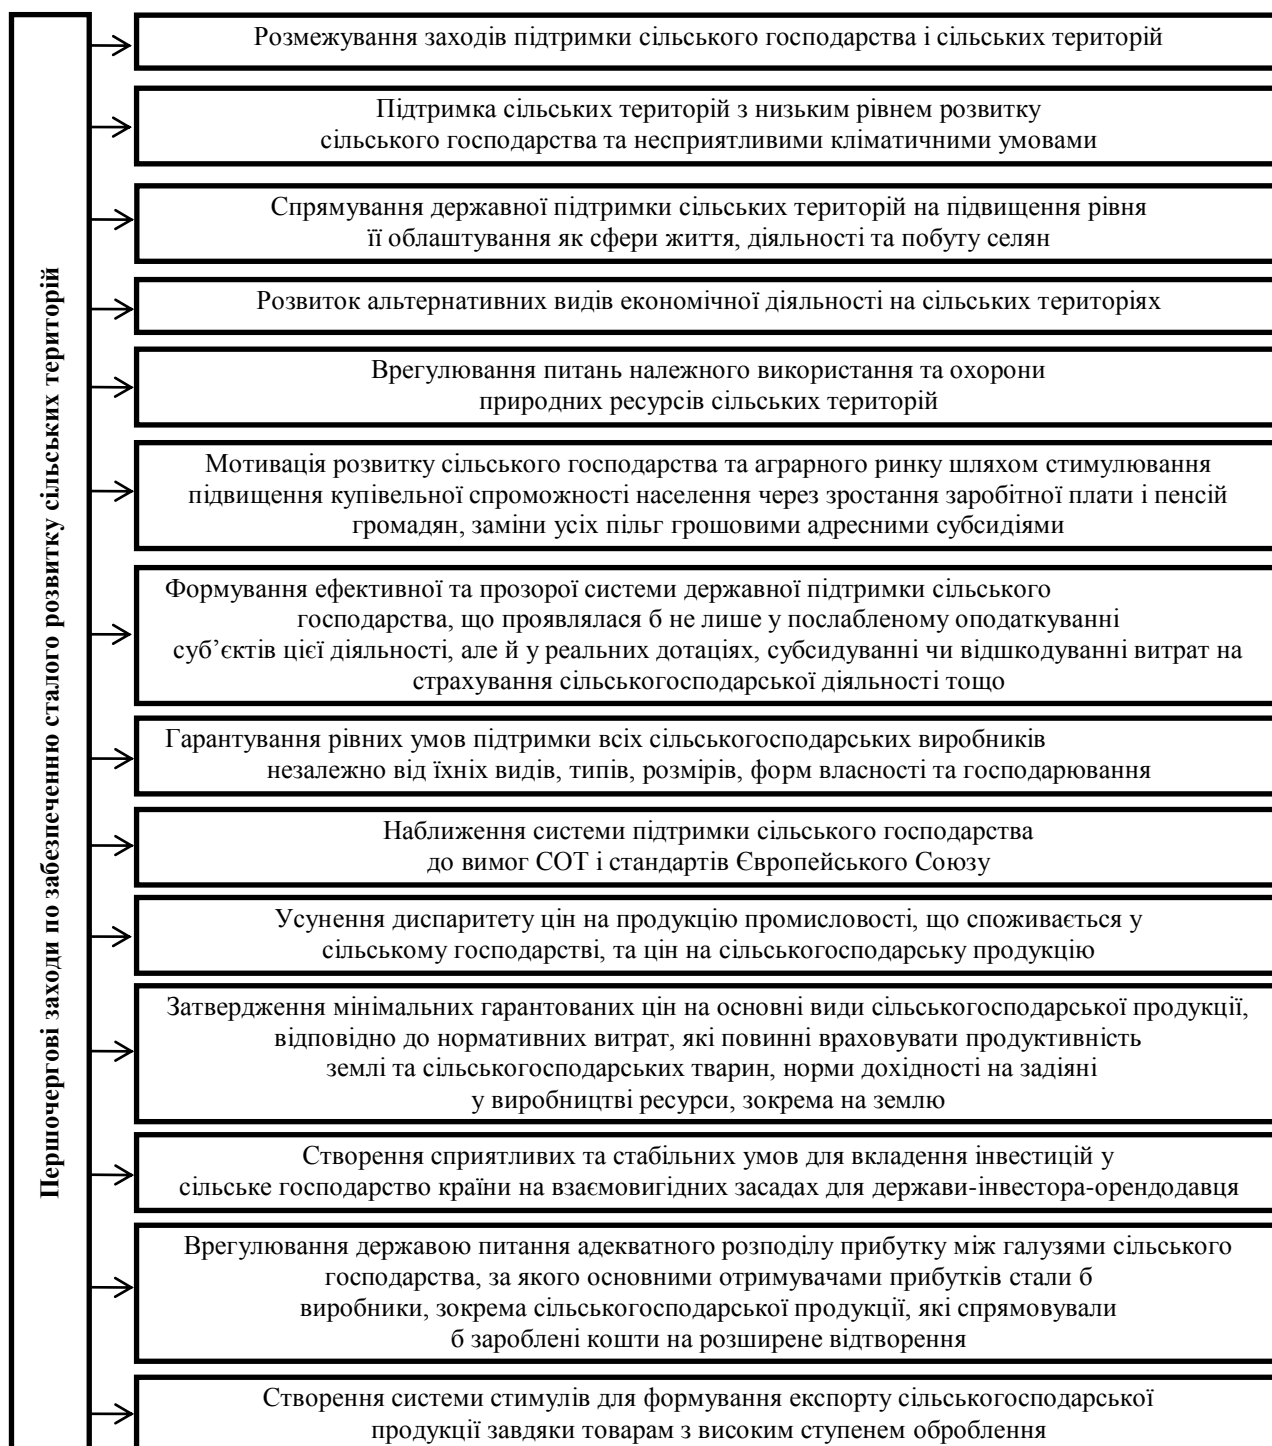 Першочергові заходи по забезпеченню сталого розвитку сільських територій
Розмежування заходів підтримки сільського господарства і сільських територій
Підтримка сільських територій з низьким рівнем розвитку
сільського господарства та несприятливими кліматичними умовами
Спрямування державної підтримки сільських територій на підвищення рівня
її облаштування як сфери життя, діяльності та побуту селян
Розвиток альтернативних видів економічної діяльності на сільських територіях
Врегулювання питань належного використання та охорони
природних ресурсів сільських територій
Мотивація розвитку сільського господарства та аграрного ринку шляхом стимулювання
підвищення купівельної спроможності населення через зростання заробітної плати і пенсій
громадян, заміни усіх пільг грошовими адресними субсидіями
Формування ефективної та прозорої системи державної підтримки сільського
господарства, що проявлялася б не лише у послабленому оподаткуванні
суб’єктів цієї діяльності, але й у реальних дотаціях, субсидуванні чи відшкодуванні витрат на
страхування сільськогосподарської діяльності тощо
Гарантування рівних умов підтримки всіх сільськогосподарських виробників
незалежно від їхніх видів, типів, розмірів, форм власності та господарювання
Наближення системи підтримки сільського господарства
до вимог СОТ і стандартів Європейського Союзу
Усунення диспаритету цін на продукцію промисловості, що споживається у
сільському господарстві, та цін на сільськогосподарську продукцію
Затвердження мінімальних гарантованих цін на основні види сільськогосподарської продукції,
відповідно до нормативних витрат, які повинні враховувати продуктивність
землі та сільськогосподарських тварин, норми дохідності на задіяні
у виробництві ресурси, зокрема на землю
Створення сприятливих та стабільних умов для вкладення інвестицій у
сільське господарство країни на взаємовигідних засадах для держави-інвестора-орендодавця
Врегулювання державою питання адекватного розподілу прибутку між галузями сільського
господарства, за якого основними отримувачами прибутків стали б
виробники, зокрема сільськогосподарської продукції, які спрямовували
б зароблені кошти на розширене відтворення
Створення системи стимулів для формування експорту сільськогосподарської
продукції завдяки товарам з високим ступенем оброблення